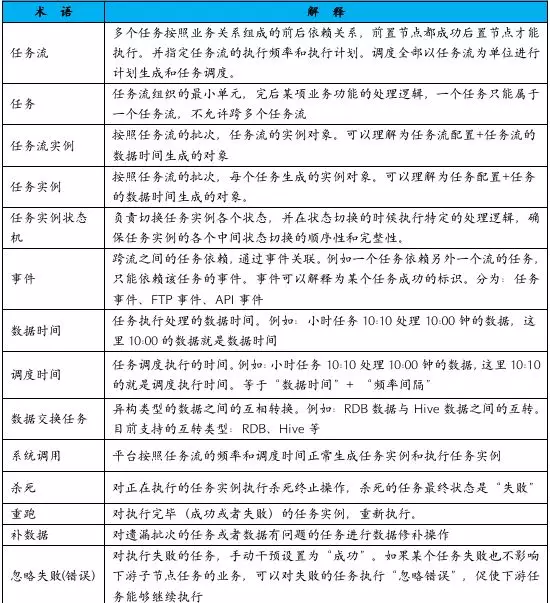 术 语 解 释
任务流
多个任务按照业务关系组成的前后依赖关系，前置节点都成功后置节点才能
执行。并指定任务流的执行频率和执行计划。调度全部以任务流为单位进行
计划生成和任务调度。
任务
任务流组织的最小单元，完后某项业务功能的处理逻辑，一个任务只能属于
一个任务流，不允许跨多个任务流
任务流实例
按照任务流的批次，任务流的实例对象。可以理解为任务流配置+任务流的
数据时间生成的对象
任务实例
按照任务流的批次，每个任务生成的实例对象。可以理解为任务配置+任务
的数据时间生成的对象。
任务实例状态
机
负责切换任务实例各个状态，并在状态切换的时候执行特定的处理逻辑，确
保任务实例的各个中间状态切换的顺序性和完整性。
事件
跨流之间的任务依赖，通过事件关联。例如一个任务依赖另外一个流的任务，
只能依赖该任务的事件。事件可以解释为某个任务成功的标识。分为：任务
事件、FTP 事件、API 事件
数据时间
任务执行处理的数据时间。例如：小时任务 10:10 处理 10:00 钟的数据，这
里 10:00 的数据就是数据时间
调度时间
任务调度执行的时间。例如：小时任务 10:10 处理 10:00 钟的数据，这里 10:10
的就是调度执行时间。等于“数据时间”+ “频率间隔”
数据交换任务
异构类型的数据之间的互相转换。例如：RDB 数据与 Hive 数据之间的互转。
目前支持的互转类型：RDB、Hive 等
系统调用
平台按照任务流的频率和调度时间正常生成任务实例和执行任务实例
杀死
对正在执行的任务实例执行杀死终止操作，杀死的任务最终状态是“失败”
重跑
对执行完毕（成功或者失败）的任务实例，重新执行。
补数据
对遗漏批次的任务或者数据有问题的任务进行数据修补操作
忽略失败(错误)
对执行失败的任务，手动干预设置为“成功”。如果某个任务失败也不影响
下游子节点任务的业务，可以对失败的任务执行“忽略错误”，促使下游任
务能够继续执行